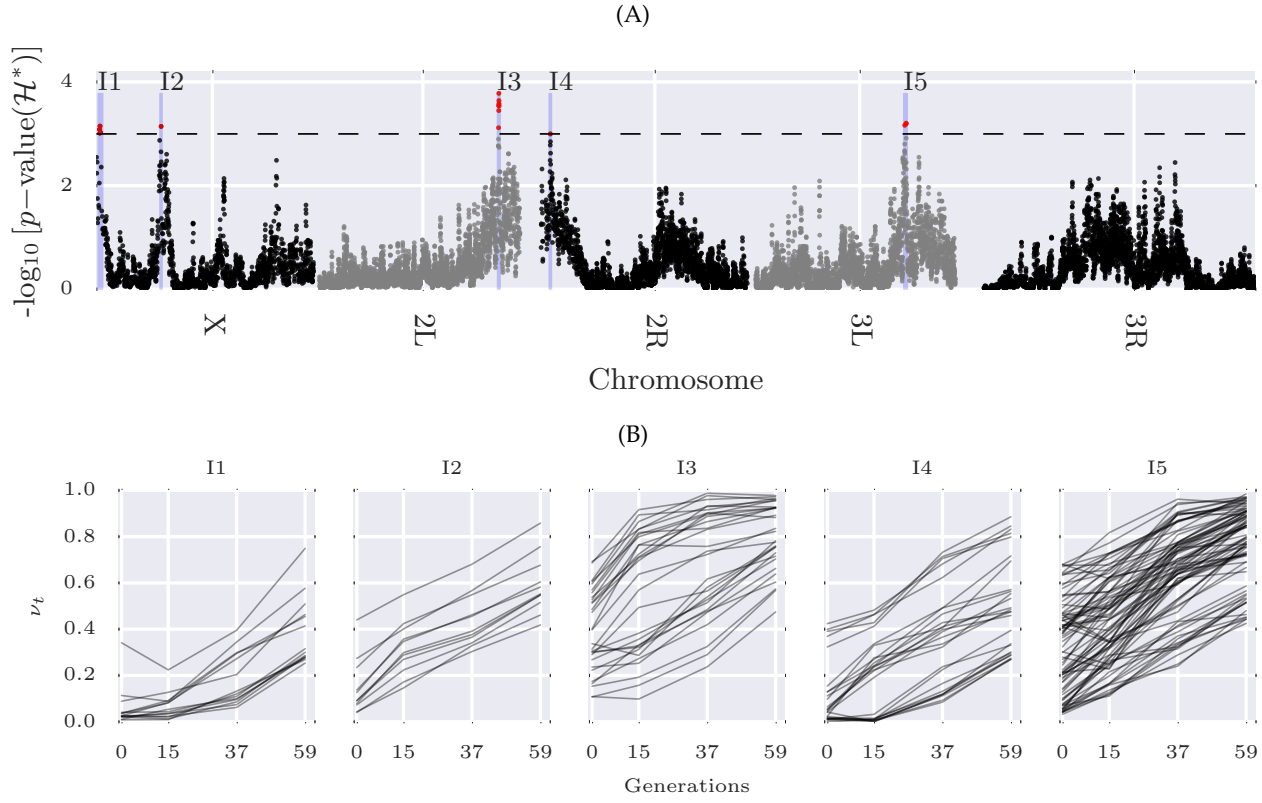 (A)
-log10 [p−value(ℋ*)]
4
2
0
I1 I2 I3 I4 I5
X 2L 2R 3L 3R
Chromosome
(B)
I1 I2 I3 I4 I5
νt
1.0
0.8
0.6
0.4
0.2
0.0
0 15 37 59 0 15 37 59 0 15 37 59 0 15 37 59 0 15 37 59
Generations